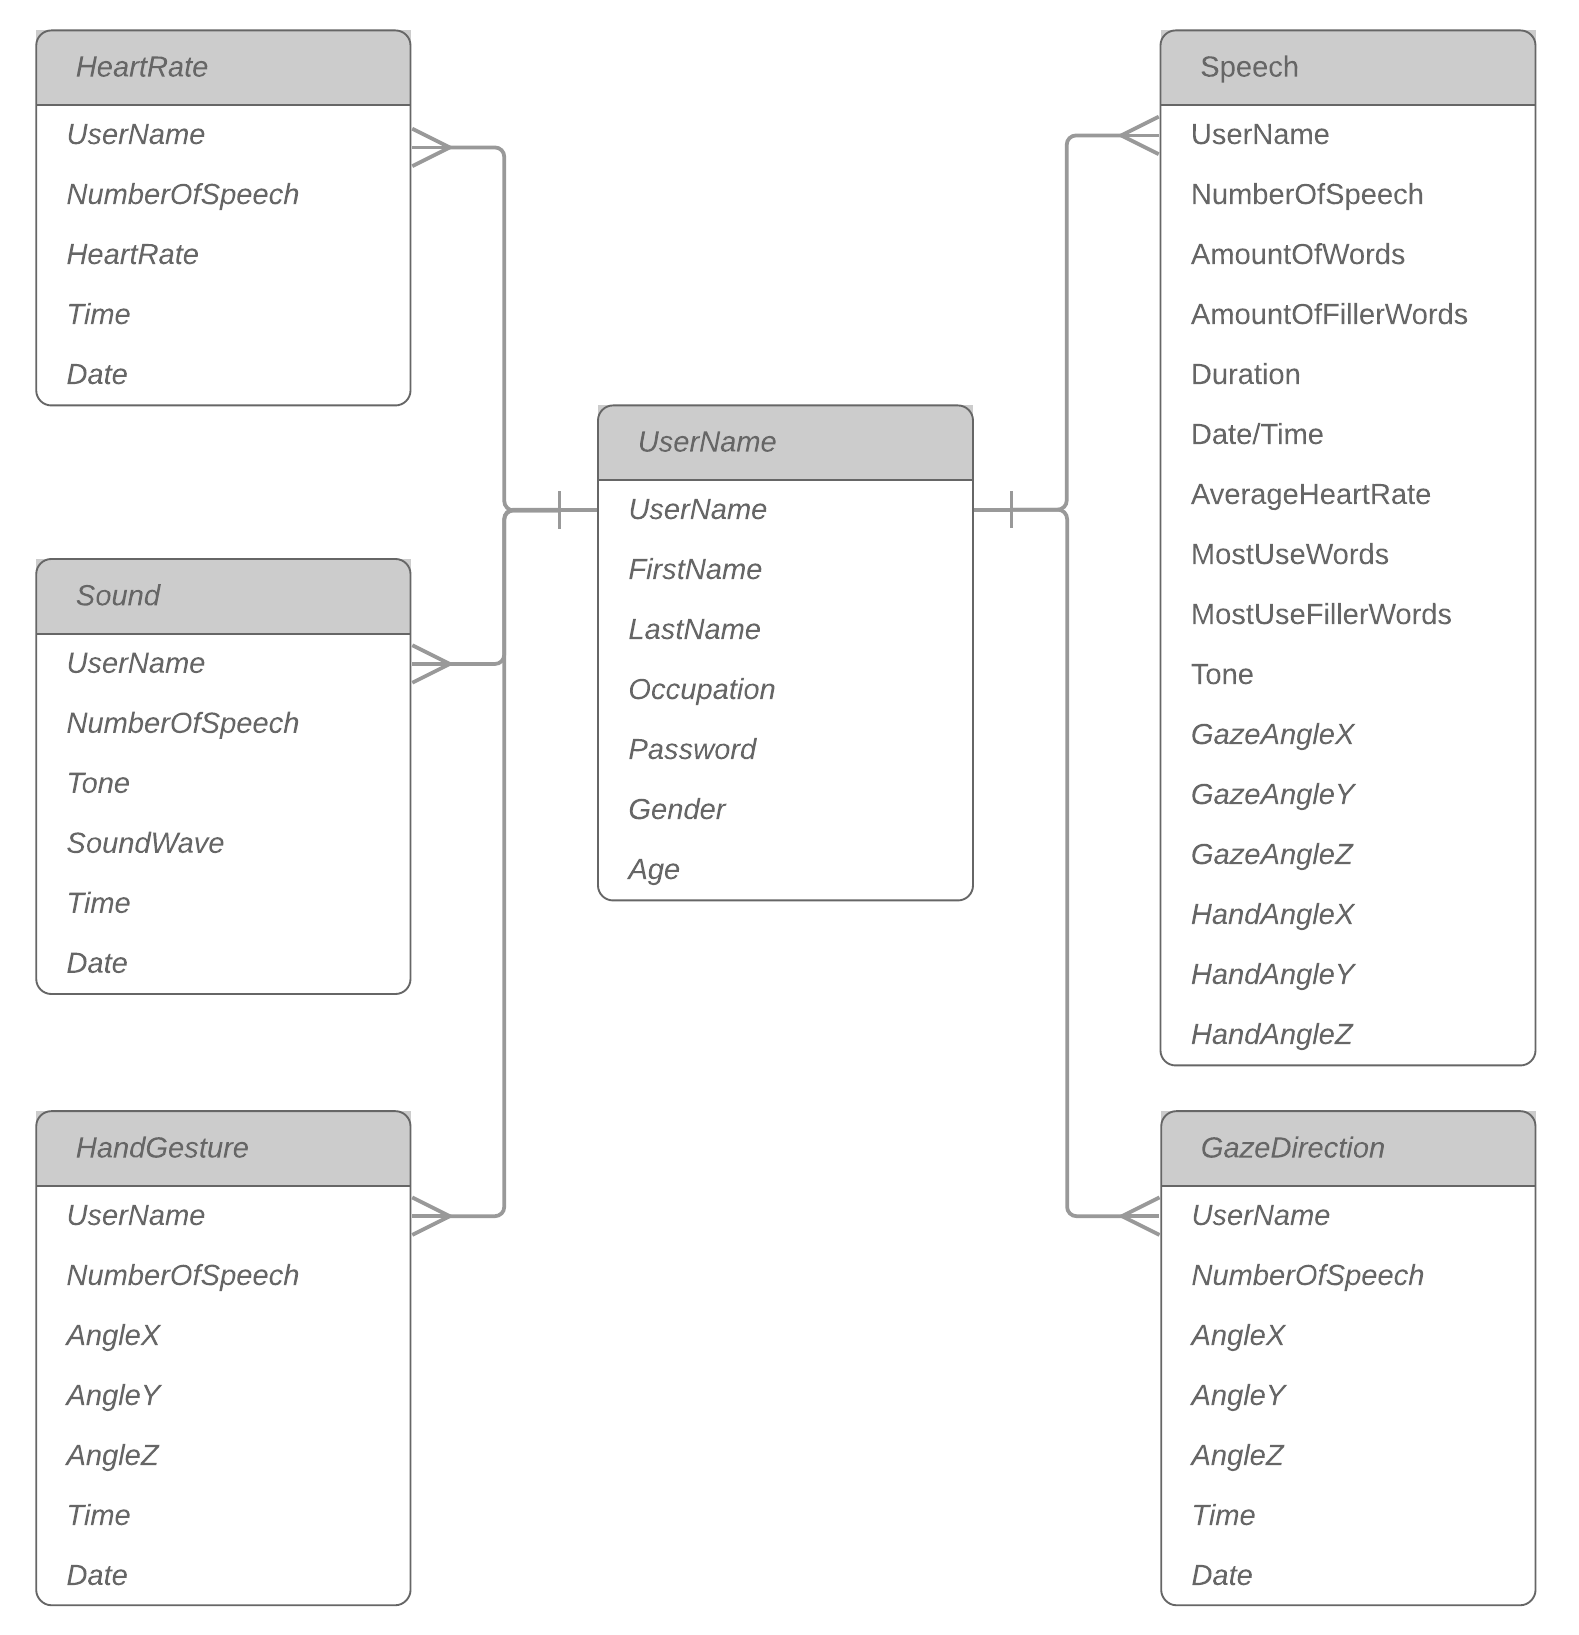 HeartRate
UserName
NumberOfSpeech
HeartRate
Time
Date
Sound
UserName
NumberOfSpeech
Tone
SoundWave
Time
Date
HandGesture
UserName
NumberOfSpeech
AngleX
AngleY
AngleZ
Time
Date
UserName
UserName
FirstName
LastName
Occupation
Password
Gender
Age
Speech
UserName
NumberOfSpeech
AmountOfWords
AmountOfFillerWords
Duration
Date/Time
AverageHeartRate
MostUseWords
MostUseFillerWords
Tone
GazeAngleX
GazeAngleY
GazeAngleZ
HandAngleX
HandAngleY
HandAngleZ
GazeDirection
UserName
NumberOfSpeech
AngleX
AngleY
AngleZ
Time
Date